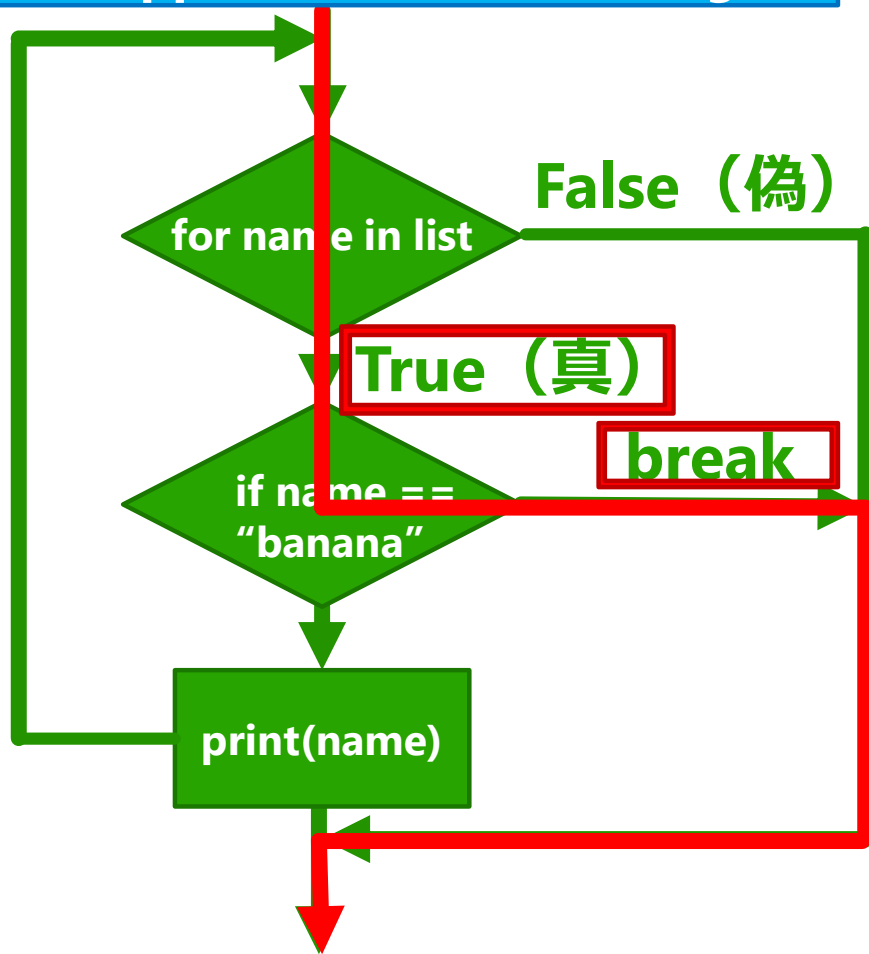 for name in list
False（偽）
True（真）
break
if name ==
“banana”
print(name)